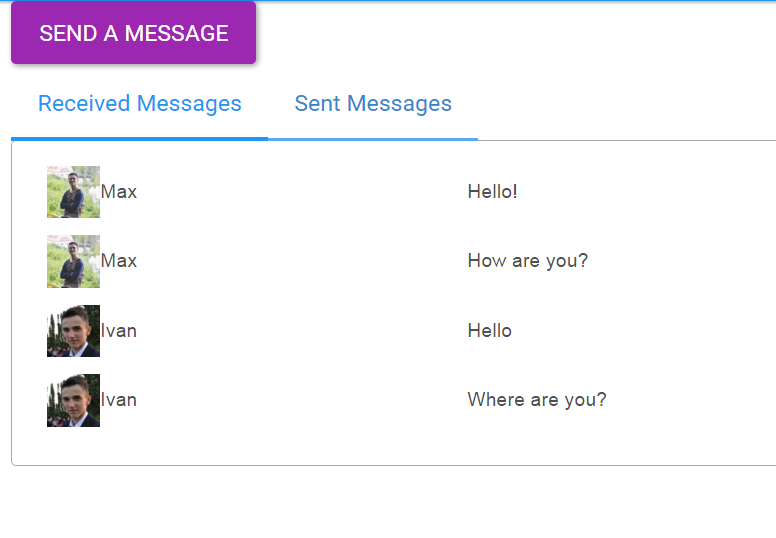 SEND A MESSAGE
Received Messages Sent Messages
Max Hello!
Max How are you?
Ivan Hello
Ivan Where are you?